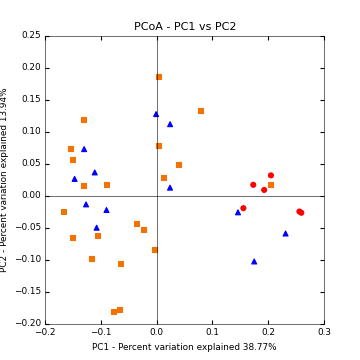 PCoA - PC1 vs PC2
PC2 - Percent variation explained 13.94%
0.25
0.20
0.15
0.10
0.05
0.00
−0.05
−0.10
−0.15
−0.20
−0.2 −0.1 0.0 0.1 0.2 0.3
PC1 - Percent variation explained 38.77%